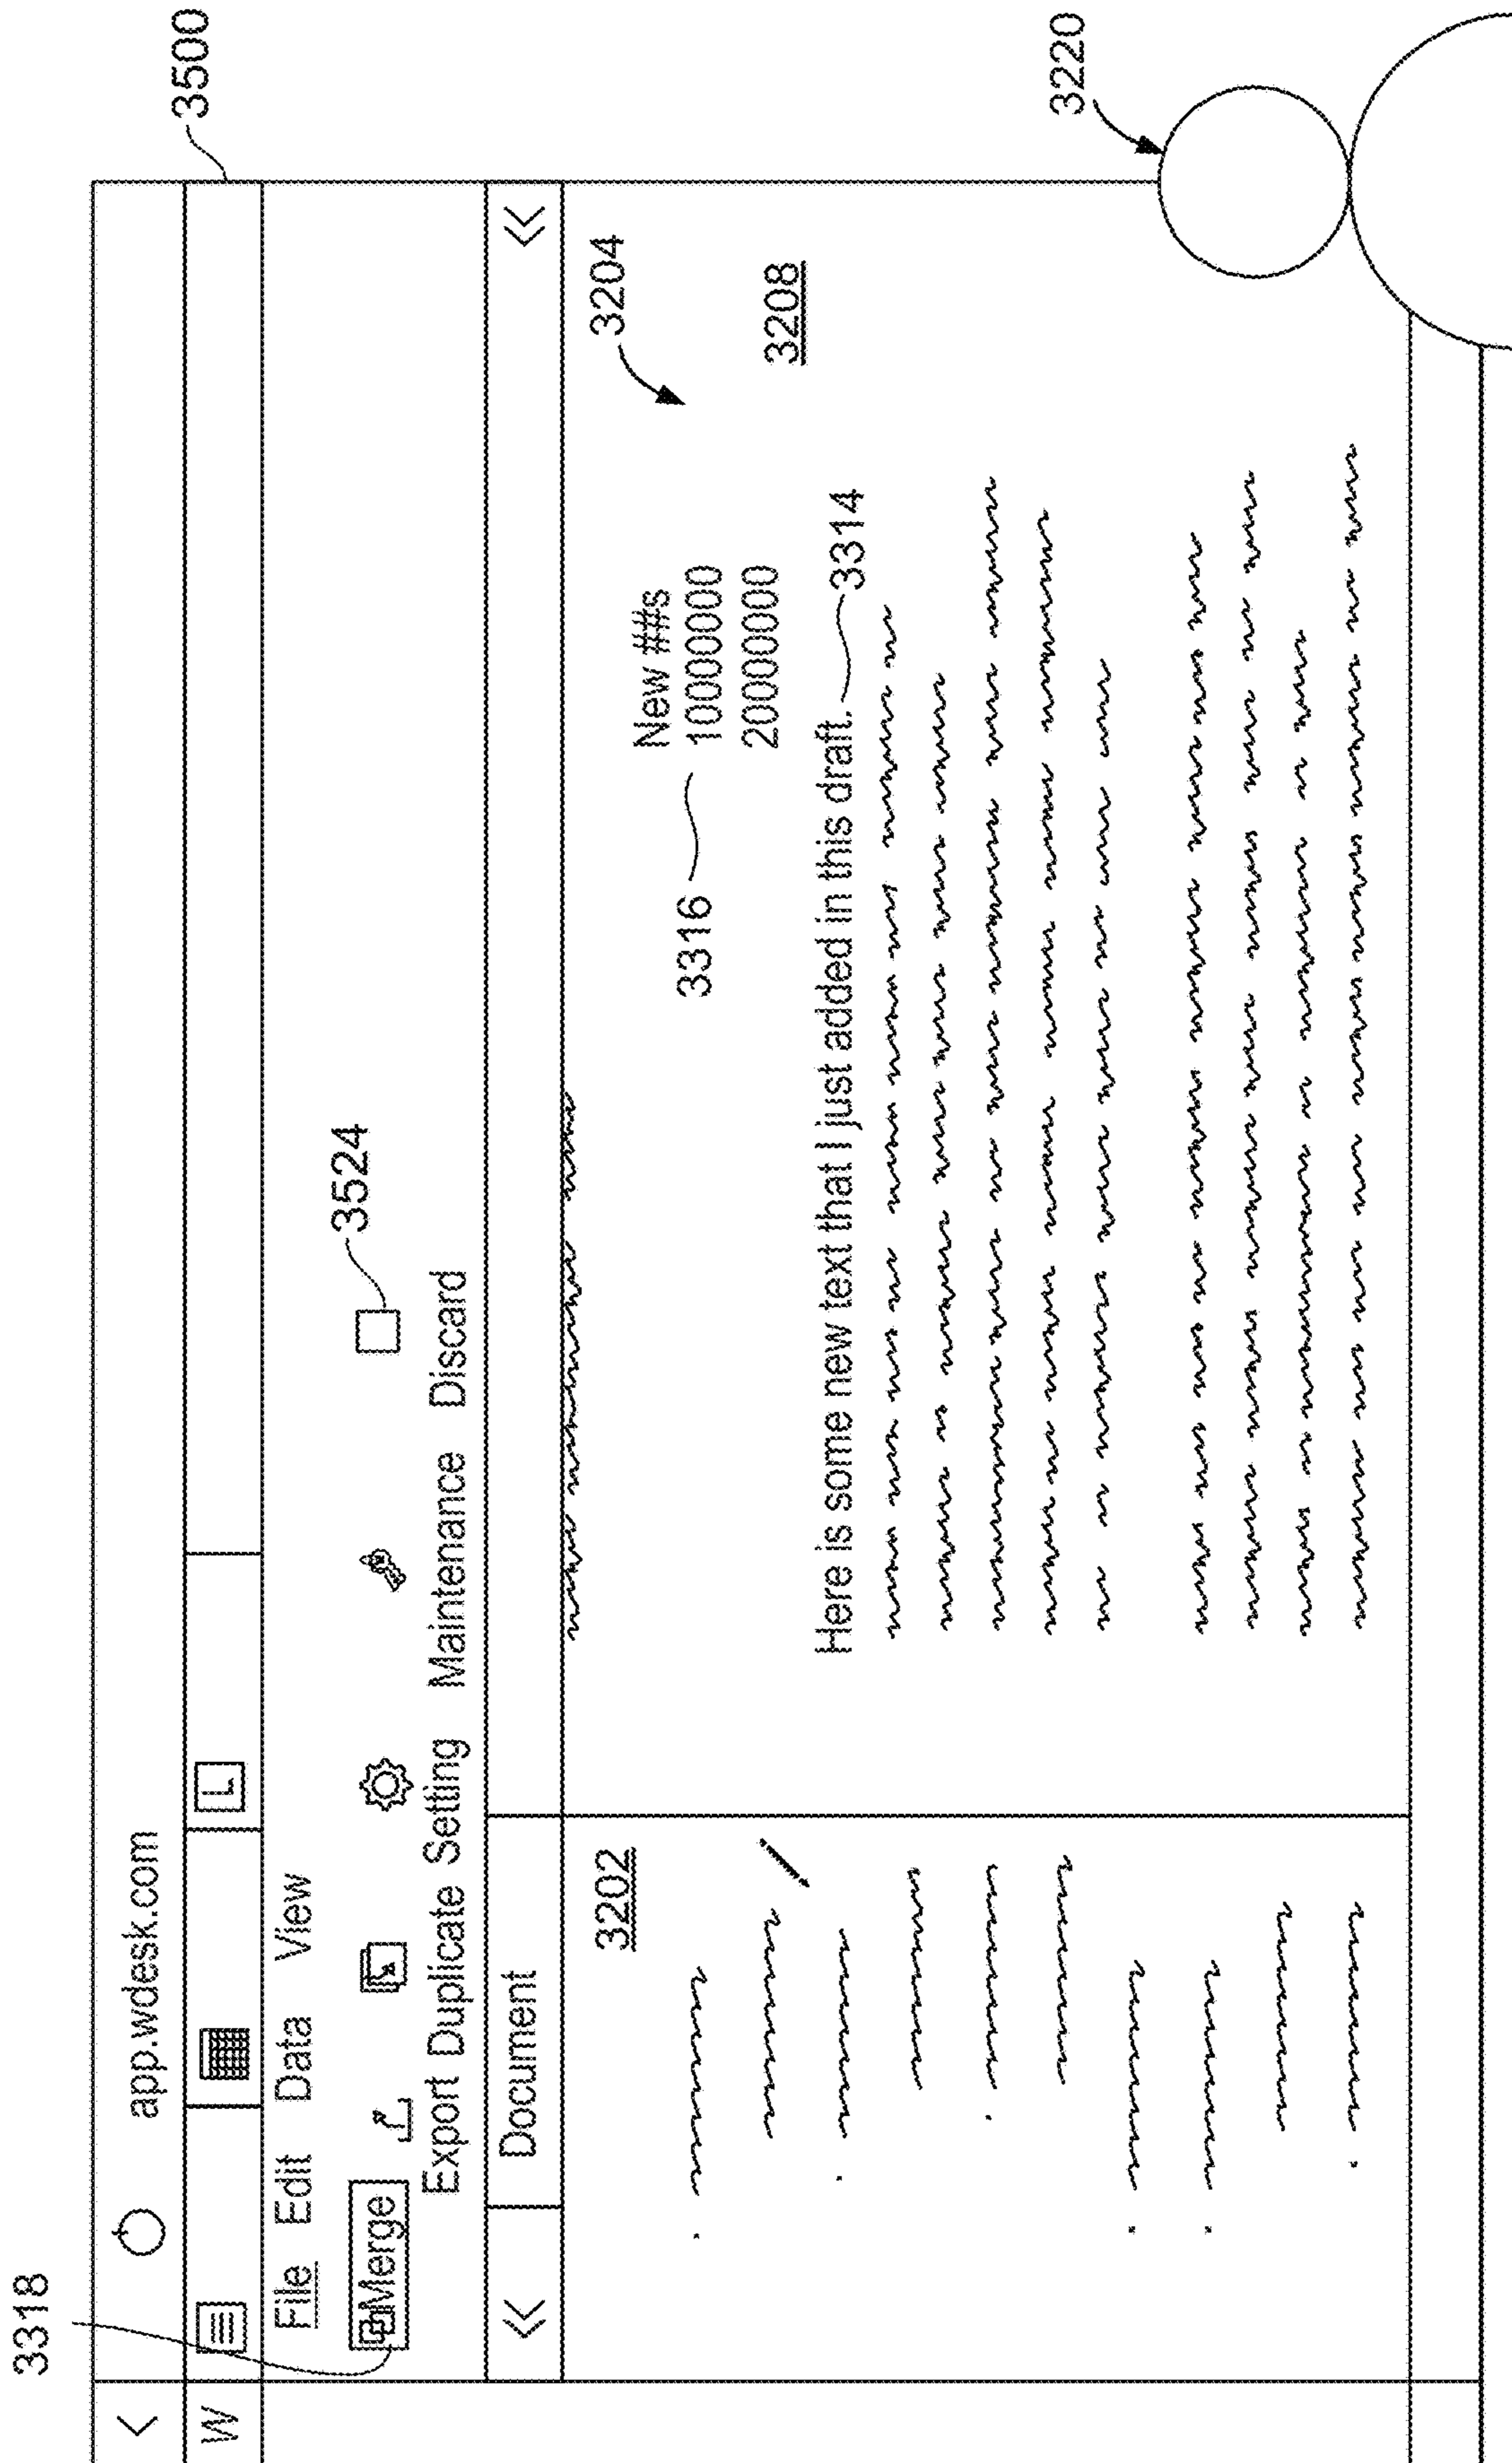 3318
3500
app.wdesk.com
W
L
File Edit Data View
3524
Merge
Export Duplicate Setting Maintenance Discard
Document
3202
3204
3208
New ##s
3316
10000000
20000000
Here is some new text that I just added in this draft.
3314
3220